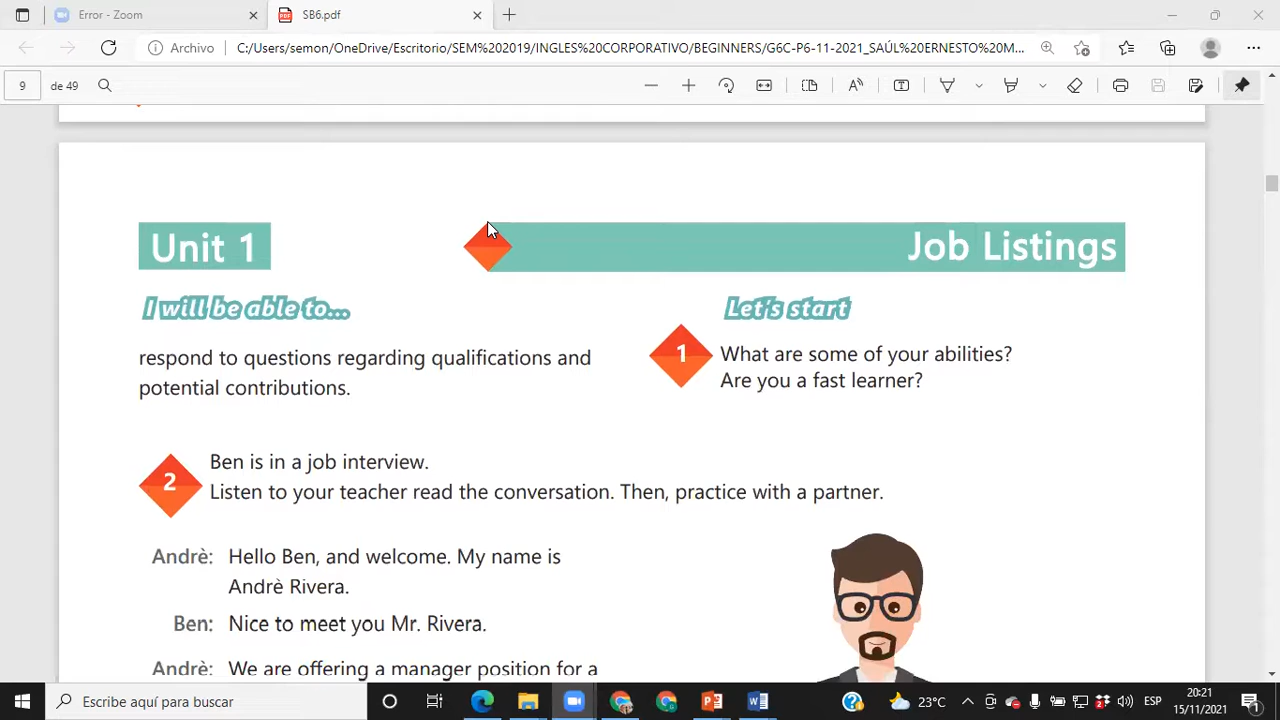 Error - Zoom
SB6.pdf
Archivo
C:/Users/semon/OneDrive/Escritorio/SEM%202019/INGLES%20CORPORATIVO/BEGINNERS/G6C-P6-11-2021_SAÚL%20ERNESTO%20M...
9 de 49
Unit 1
Job Listings
I will be able to...
respond to questions regarding qualifications and
potential contributions.
Let's start
1
What are some of your abilities?
Are you a fast learner?
2
Ben is in a job interview.
Listen to your teacher read the conversation. Then, practice with a partner.
Andrè: Hello Ben, and welcome. My name is
Andrè Rivera.
Ben: Nice to meet you Mr. Rivera.
Andrè: We are offering a manager position for a
Escribe aquí para buscar
23°C
ESP
20:21
15/11/2021
1